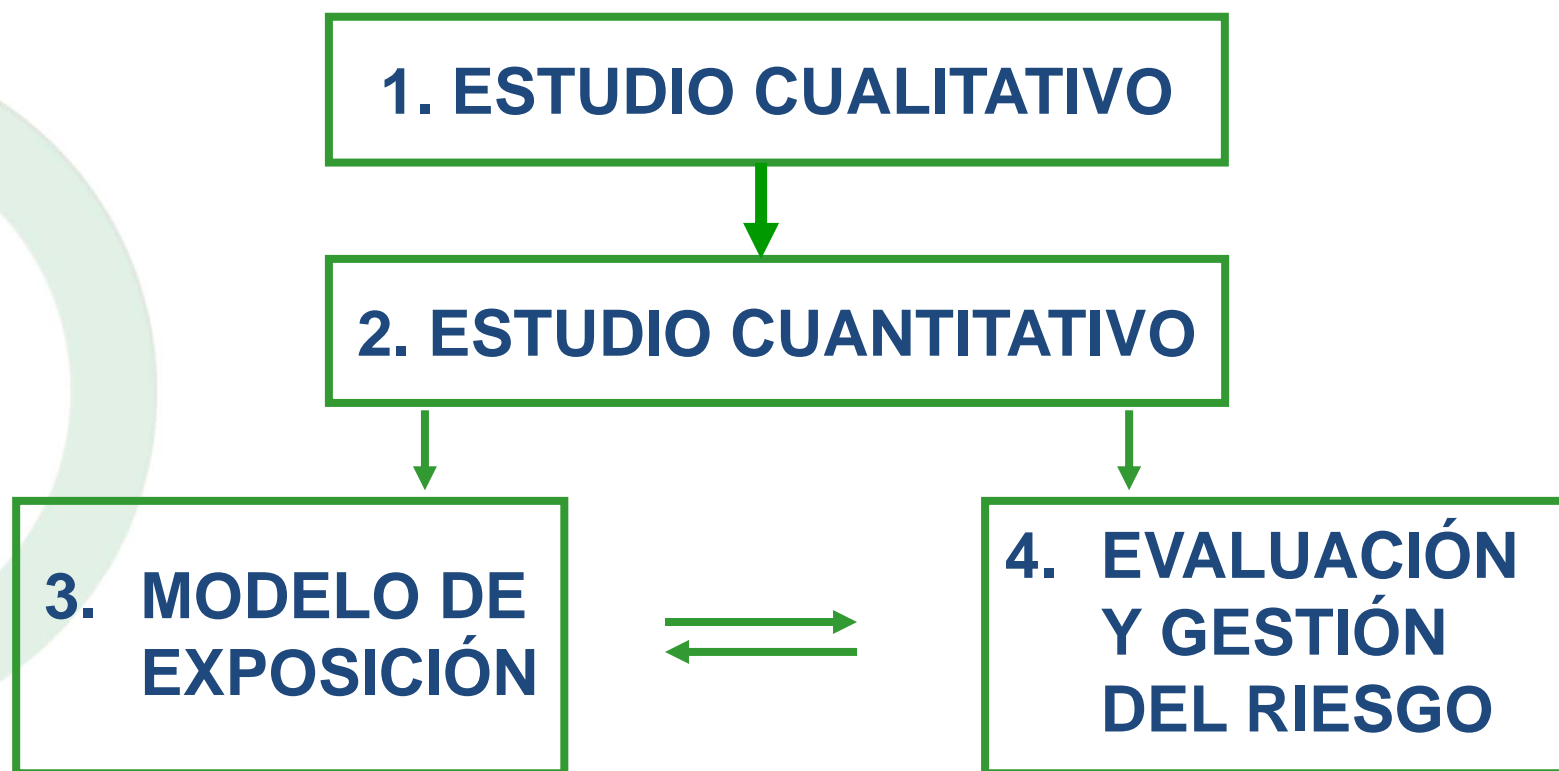 1. ESTUDIO CUALITATIVO
2. ESTUDIO CUANTITATIVO
3. MODELO DE
EXPOSICIÓN
4. EVALUACIÓN
Y GESTIÓN
DEL RIESGO